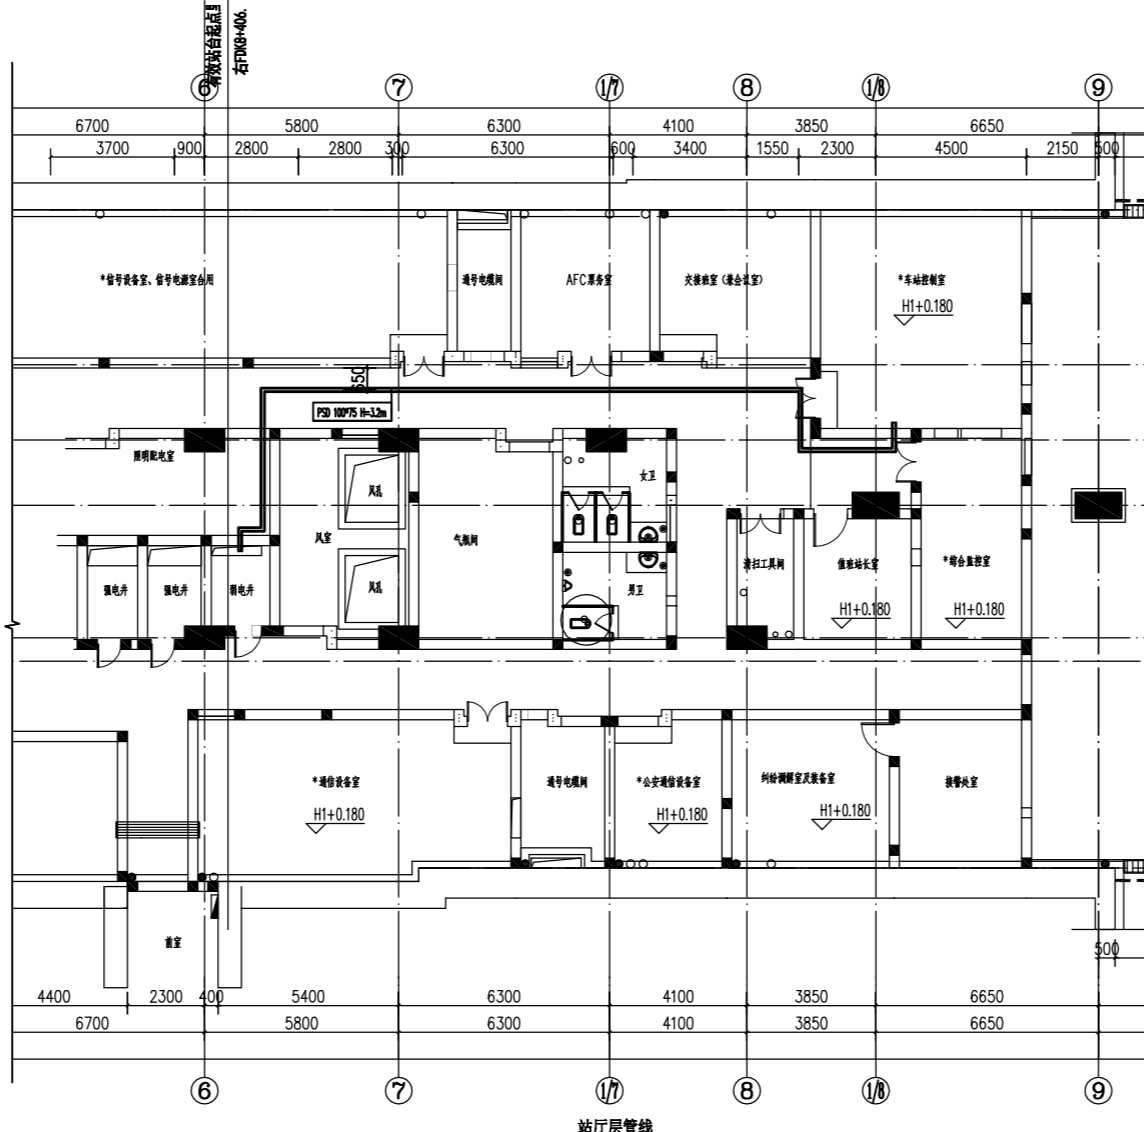 有效站台起点里
右FDK8+406.
⑥ ⑦ 1/7 ⑧ 1/8 ⑨
6700 5800 6300 4100 3850 6650
3700 900 2800 2800 300 6300 600 3400 1550 2300 4500 2150 500
*信号设备室、信号电源室合用 通号电缆间 AFC票务室 交接班室(兼会议室) *车站控制室
H1+0.180
650
PSD 100*75 H=3.2m
照明配电室 女卫
风孔
风室 气瓶间
清扫工具间 值班站长室 *综合监控室
强电井 强电井 弱电井 风孔 男卫
H1+0.180 H1+0.180
*通信设备室 通号电缆间 *公安通信设备室 纠纷调解室及装备室 接警处室
H1+0.180 H1+0.180 H1+0.180
前室
500
4400 2300 400 5400 6300 4100 3850 6650
6700 5800 6300 4100 3850 6650
⑥ ⑦ 1/7 ⑧ 1/8 ⑨
站厅层管线